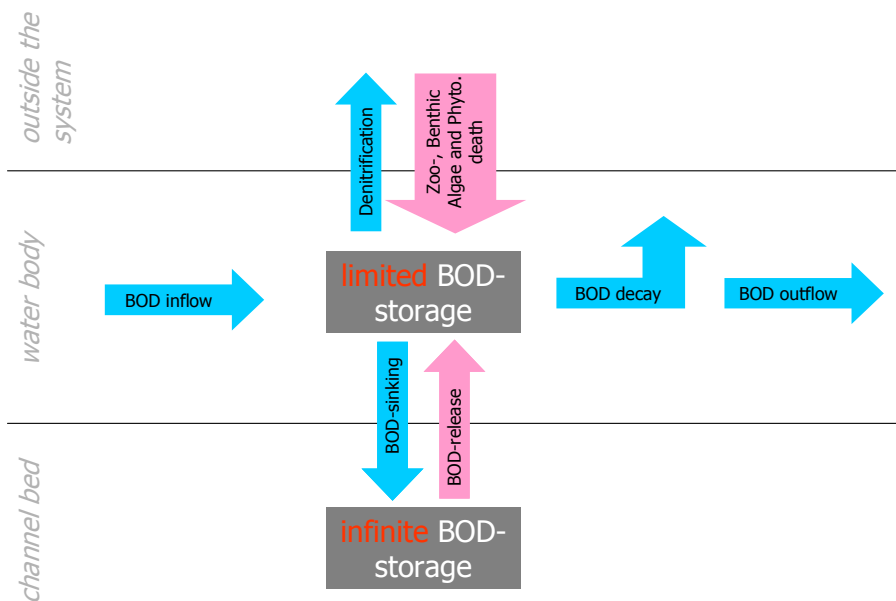 outside the
system
Denitrification
Zoo-, Benthic
Algae and Phyto.
death
water body
BOD inflow
limited BOD-
storage
BOD decay
BOD outflow
BOD-sinking
BOD-release
channel bed
infinite BOD-
storage